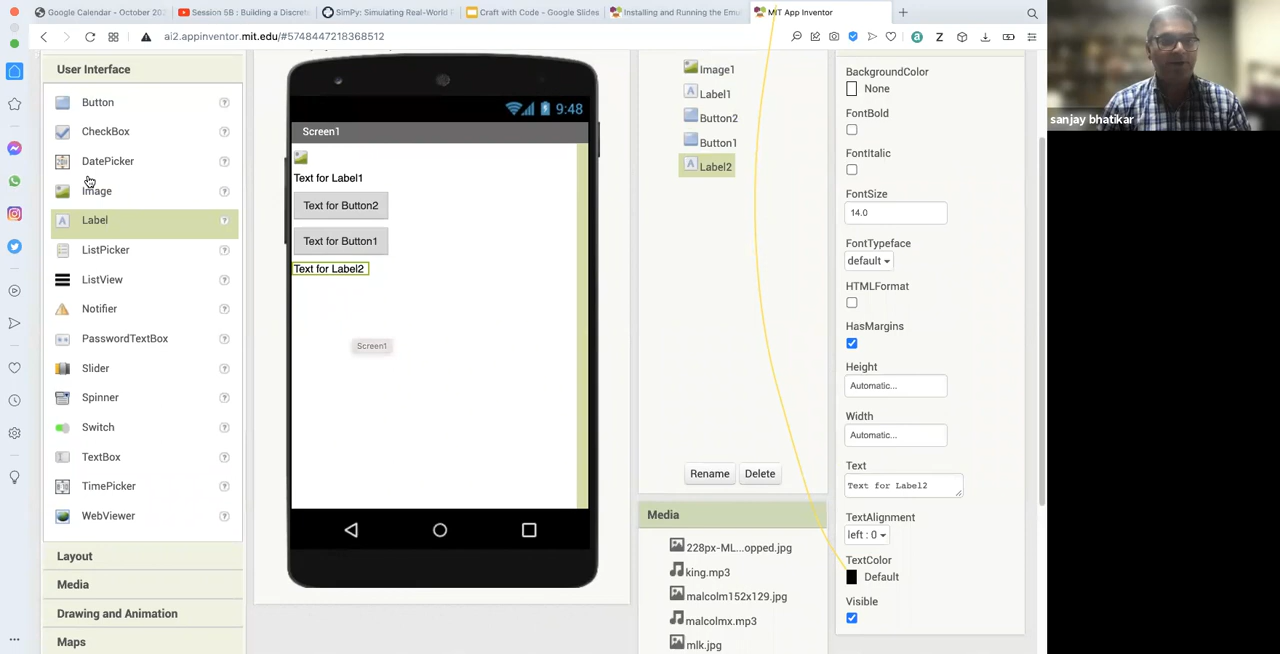 Google Calendar - October 202
Session 5B : Building a Discrete
SimPy: Simulating Real-World P
Craft with Code - Google Slides
Installing and Running the Emul
MIT App Inventor
ai2.appinventor.mit.edu/#5748447218368512
User Interface
Button
CheckBox
DatePicker
Image
Label
ListPicker
ListView
Notifier
PasswordTextBox
Slider
Spinner
Switch
TextBox
TimePicker
WebViewer
Layout
Media
Drawing and Animation
Maps
9:48
Screen1
Text for Label1
Text for Button2
Text for Button1
Text for Label2
Screen1
Image1
Label1
Button2
Button1
Label2
Rename Delete
Media
228px-ML...opped.jpg
king.mp3
malcolm152x129.jpg
malcolmx.mp3
mlk.jpg
BackgroundColor
None
FontBold
FontItalic
FontSize
14.0
FontTypeface
default
HTMLFormat
HasMargins
Height
Automatic...
Width
Automatic...
Text
Text for Label2
TextAlignment
left : 0
TextColor
Default
Visible
sanjay bhatikar